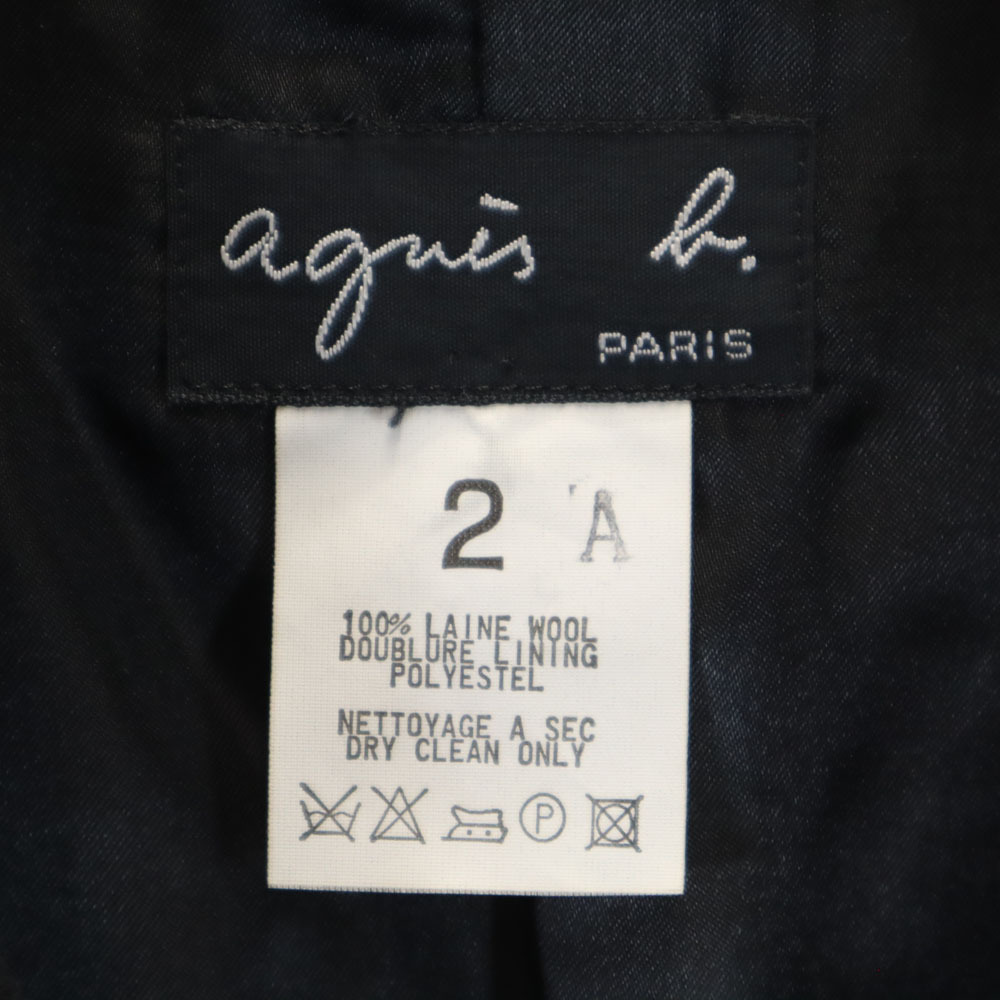 agnès b.
PARIS
2 A
100% LAINE WOOL
DOUBLURE LINING
POLYESTEL
NETTOYAGE A SEC
DRY CLEAN ONLY
P